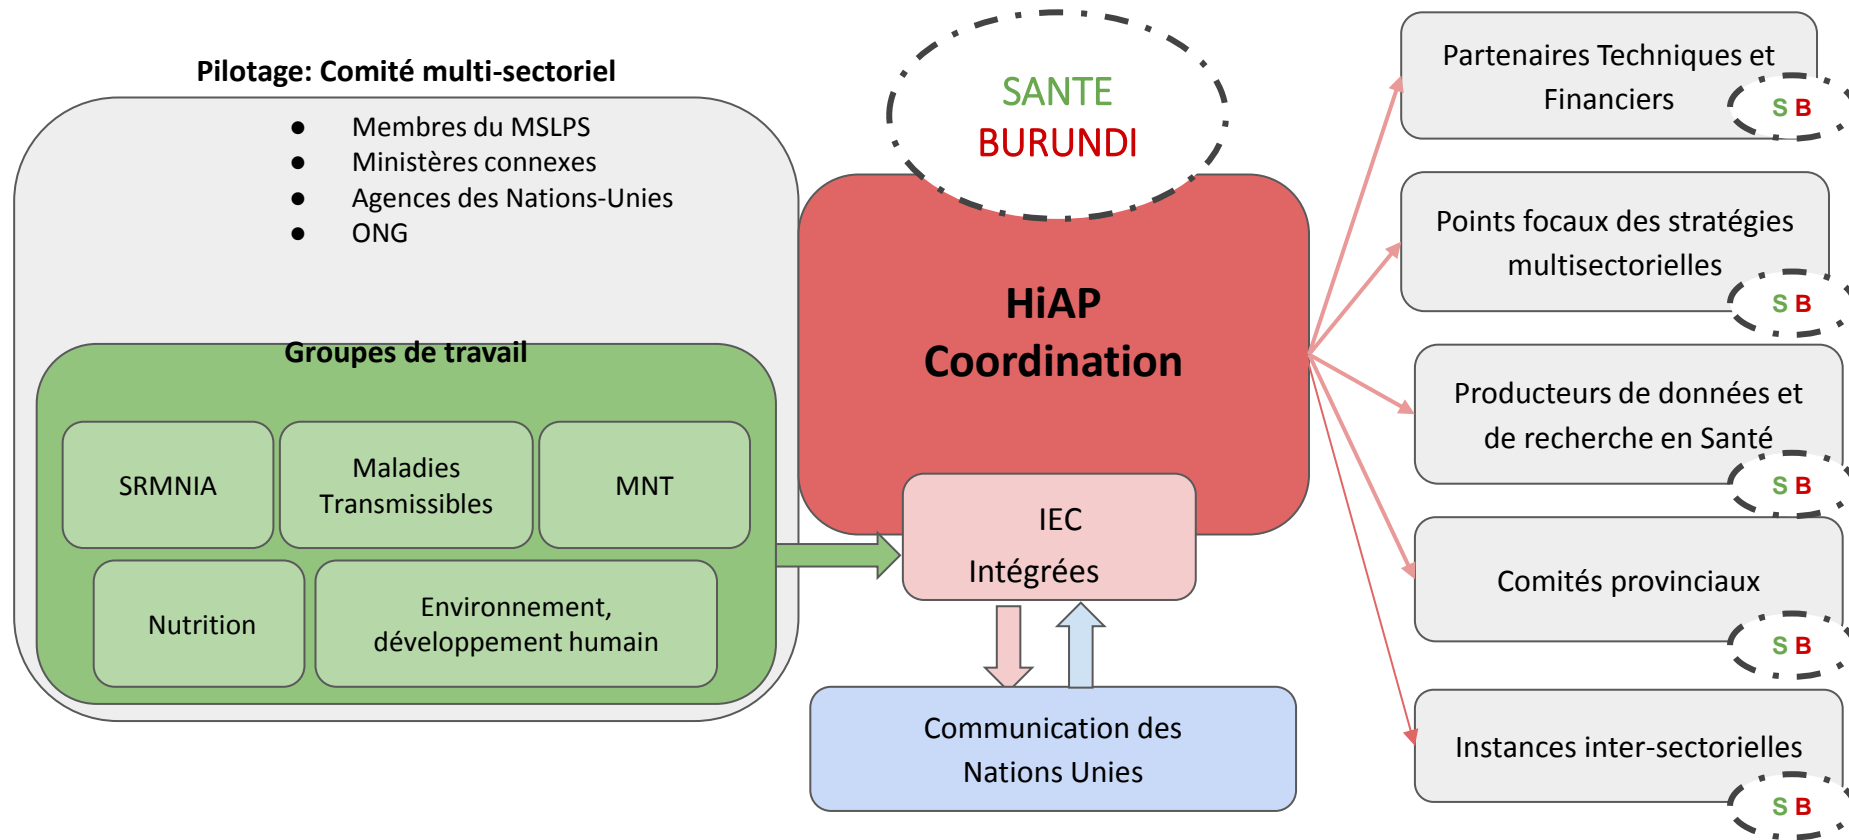 Pilotage: Comité multi-sectoriel
● Membres du MSLPS
● Ministères connexes
● Agences des Nations-Unies
● ONG
Groupes de travail
SRMNIA
Maladies
Transmissibles
MNT
Nutrition
Environnement,
développement humain
SANTE
BURUNDI
HiAP
Coordination
IEC
Intégrées
Communication des
Nations Unies
Partenaires Techniques et
Financiers
S B
Points focaux des stratégies
multisectorielles
S B
Producteurs de données et
de recherche en Santé
S B
Comités provinciaux
S B
Instances inter-sectorielles
S B